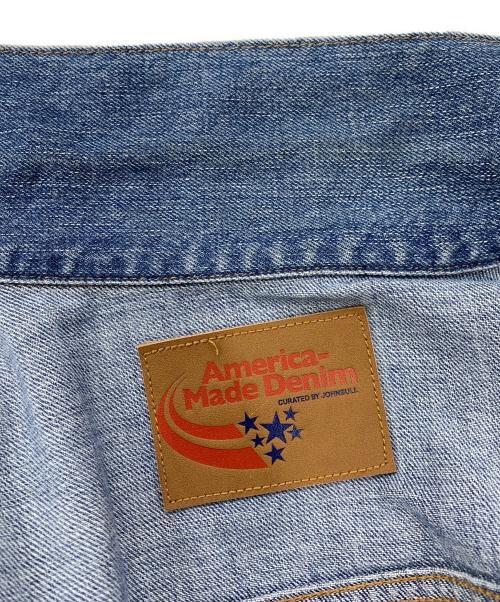 America-
Made Denim
CURATED BY JOHNBULL